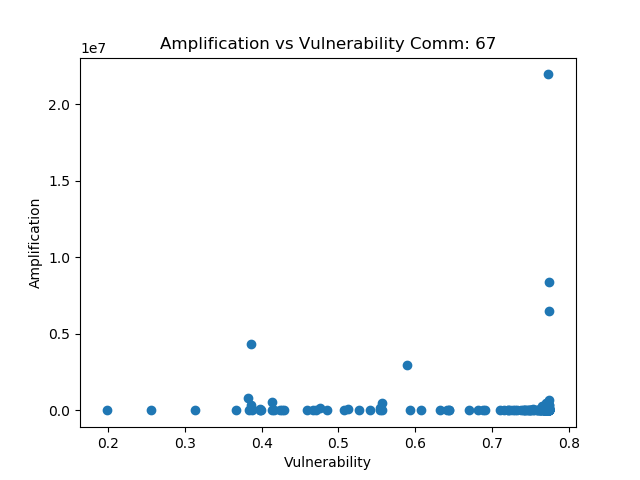 Amplification vs Vulnerability Comm: 67
1e7
2.0
1.5
1.0
0.5
0.0
Amplification
0.2 0.3 0.4 0.5 0.6 0.7 0.8
Vulnerability